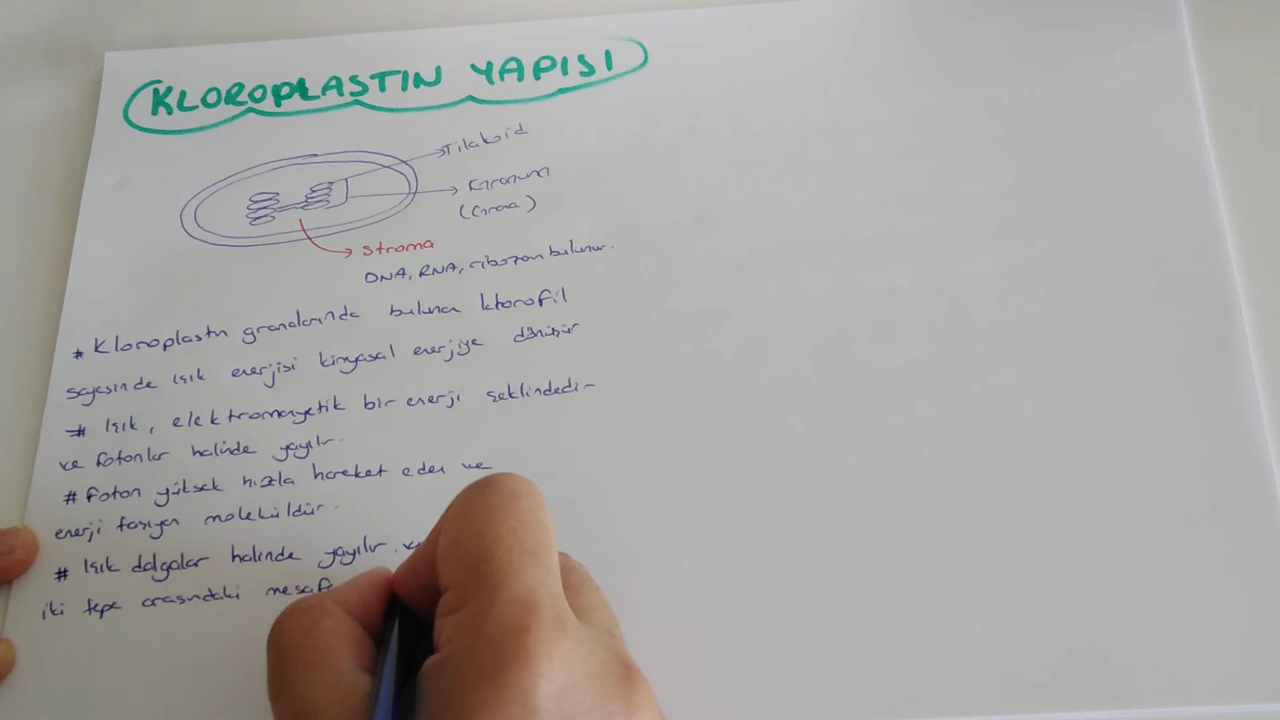 KLOROPLASTIN YAPISI
Tilakoid
Granum
(Grana)
Stroma
DNA, RNA, ribozom bulunur.
# Kloroplastın granalarında buluna klorofil
sayesinde ışık enerjisi kimyasal enerjiye dönüşür
# Işık, elektromanyetik bir enerji şeklindedir
ve fotonlar halinde yayılır.
# Foton yüksek hızla hareket eden ve
enerji taşıyan moleküldür.
# Işık dalgalar halinde yayılır.
iki tepe arasındaki mesaf